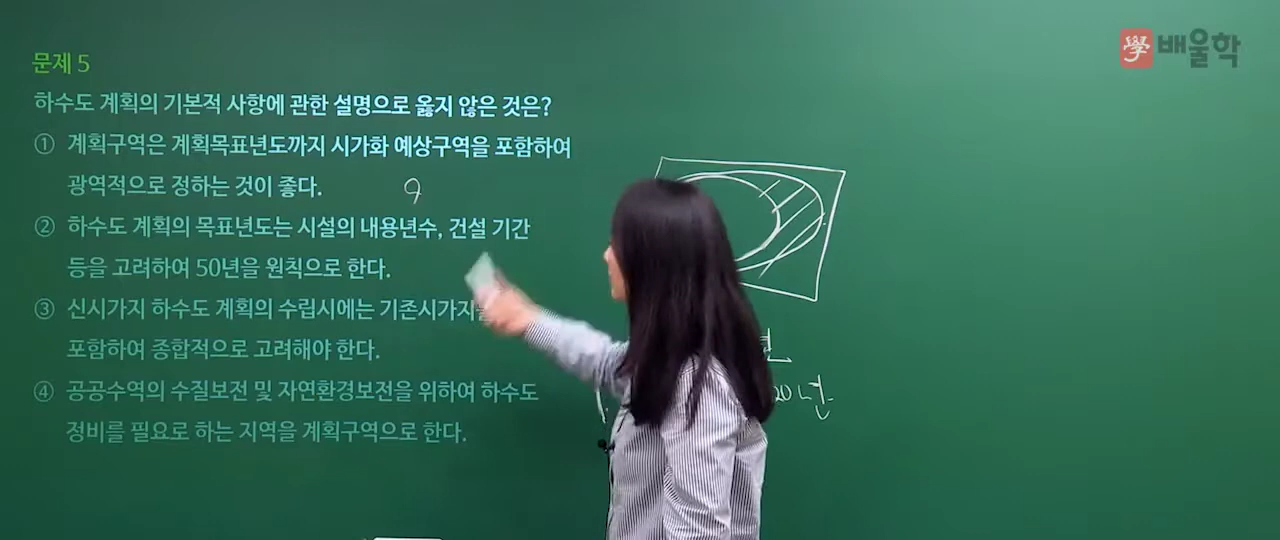 學 배울학
문제 5
하수도 계획의 기본적 사항에 관한 설명으로 옳지 않은 것은?
① 계획구역은 계획목표년도까지 시가화 예상구역을 포함하여
광역적으로 정하는 것이 좋다.
② 하수도 계획의 목표년도는 시설의 내용년수, 건설 기간
등을 고려하여 50년을 원칙으로 한다.
③ 신시가지 하수도 계획의 수립시에는 기존시가지를
포함하여 종합적으로 고려해야 한다.
④ 공공수역의 수질보전 및 자연환경보전을 위하여 하수도
정비를 필요로 하는 지역을 계획구역으로 한다.
20년